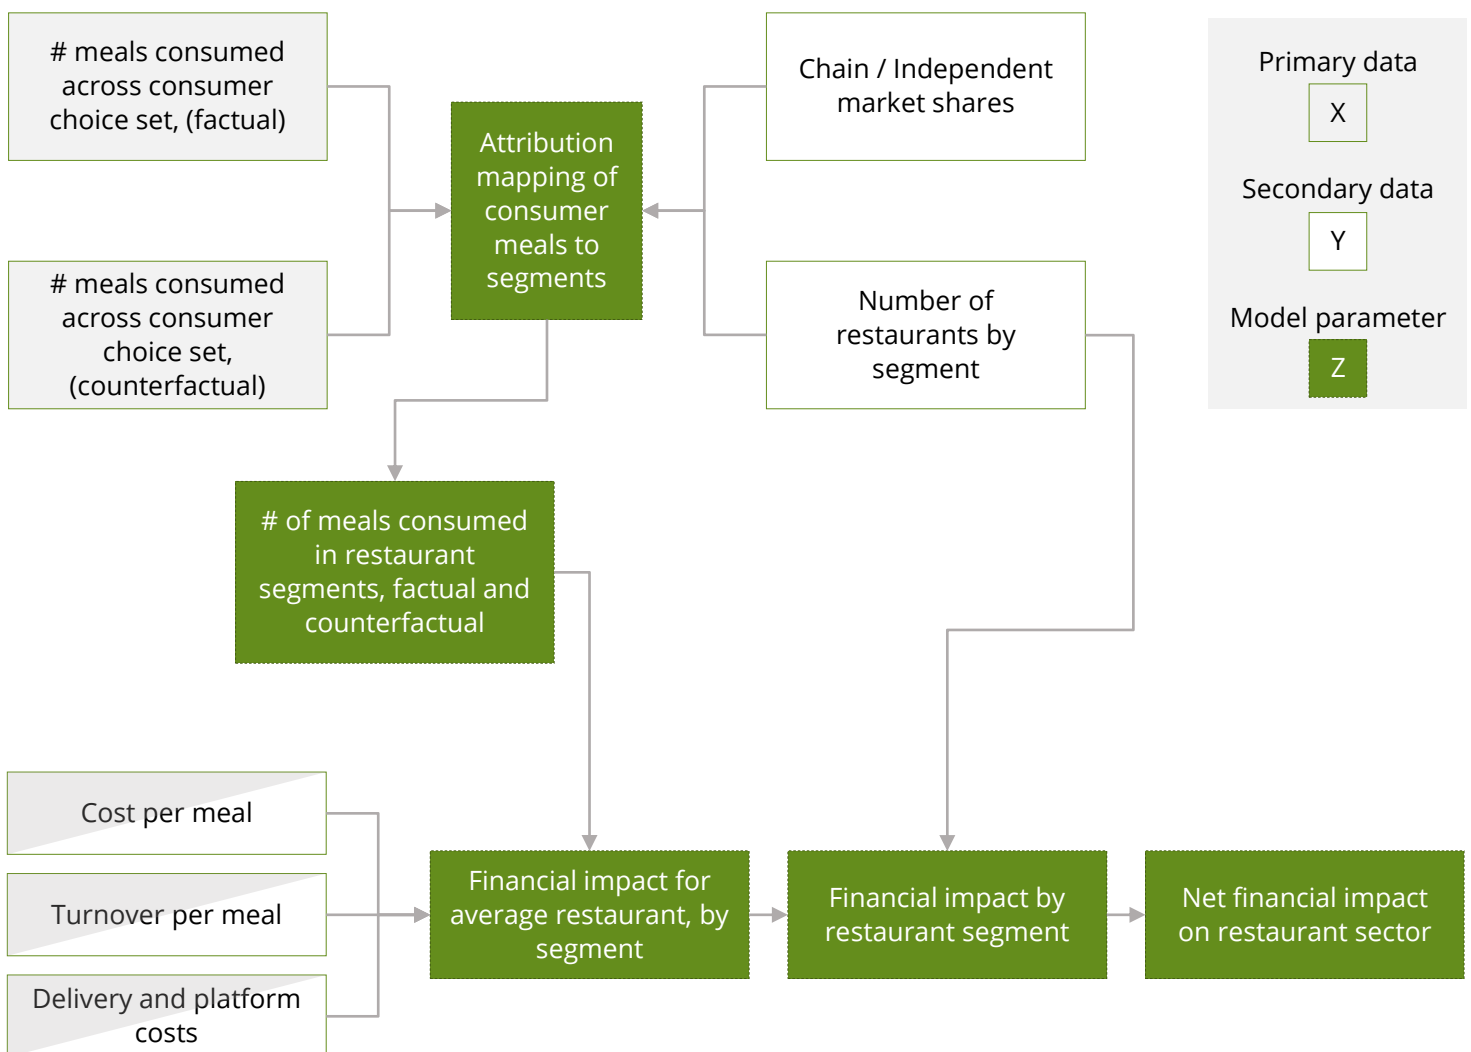 # meals consumed
across consumer
choice set, (factual)
Chain / Independent
market shares
Primary data
X
Attribution
mapping of
consumer
meals to
segments
Secondary data
Y
# meals consumed
across consumer
choice set,
(counterfactual)
Number of
restaurants by
segment
Model parameter
Z
# of meals consumed
in restaurant
segments, factual and
counterfactual
Cost per meal
Turnover per meal
Delivery and platform
costs
Financial impact for
average restaurant, by
segment
Financial impact by
restaurant segment
Net financial impact
on restaurant sector